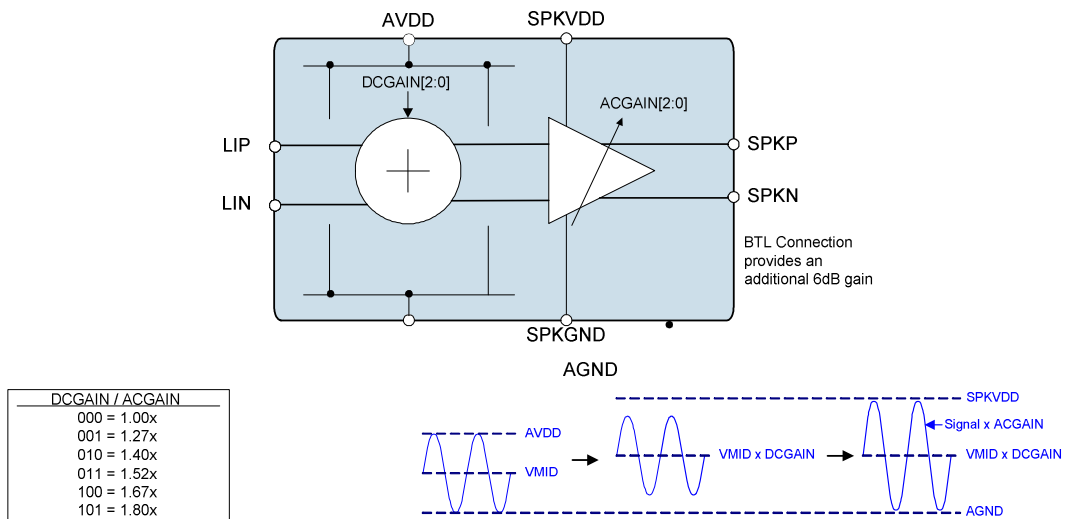 AVDD
SPKVDD
DCGAIN[2:0]
ACGAIN[2:0]
LIP
SPKP
LIN
SPKN
BTL Connection
provides an
additional 6dB gain
SPKGND
AGND
DCGAIN / ACGAIN
000 = 1.00x
001 = 1.27x
010 = 1.40x
011 = 1.52x
100 = 1.67x
101 = 1.80x
AVDD
VMID
VMID x DCGAIN
SPKVDD
Signal x ACGAIN
VMID x DCGAIN
AGND